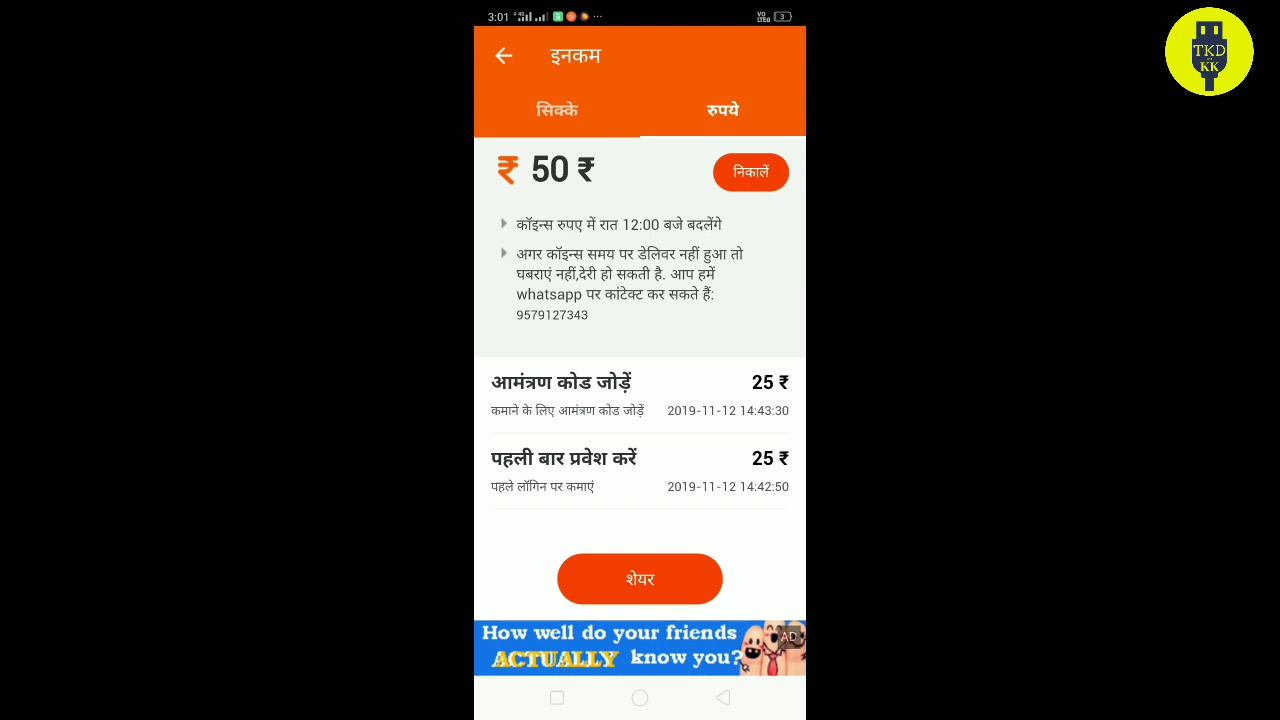 3:01
VO LTE
3
इनकम
सिक्के
रुपये
₹ 50 ₹
निकालें
कॉइन्स रुपए में रात 12:00 बजे बदलेंगे
अगर कॉइन्स समय पर डेलिवर नहीं हुआ तो
घबराएं नहीं,देरी हो सकती है. आप हमें
whatsapp पर कांटेक्ट कर सकते हैं:
9579127343
आमंत्रण कोड जोड़ें 25 ₹
कमाने के लिए आमंत्रण कोड जोड़ें 2019-11-12 14:43:30
पहली बार प्रवेश करें 25 ₹
पहले लॉगिन पर कमाएं 2019-11-12 14:42:50
शेयर
How well do your friends
ACTUALLY know you?
AD
TKD
KK